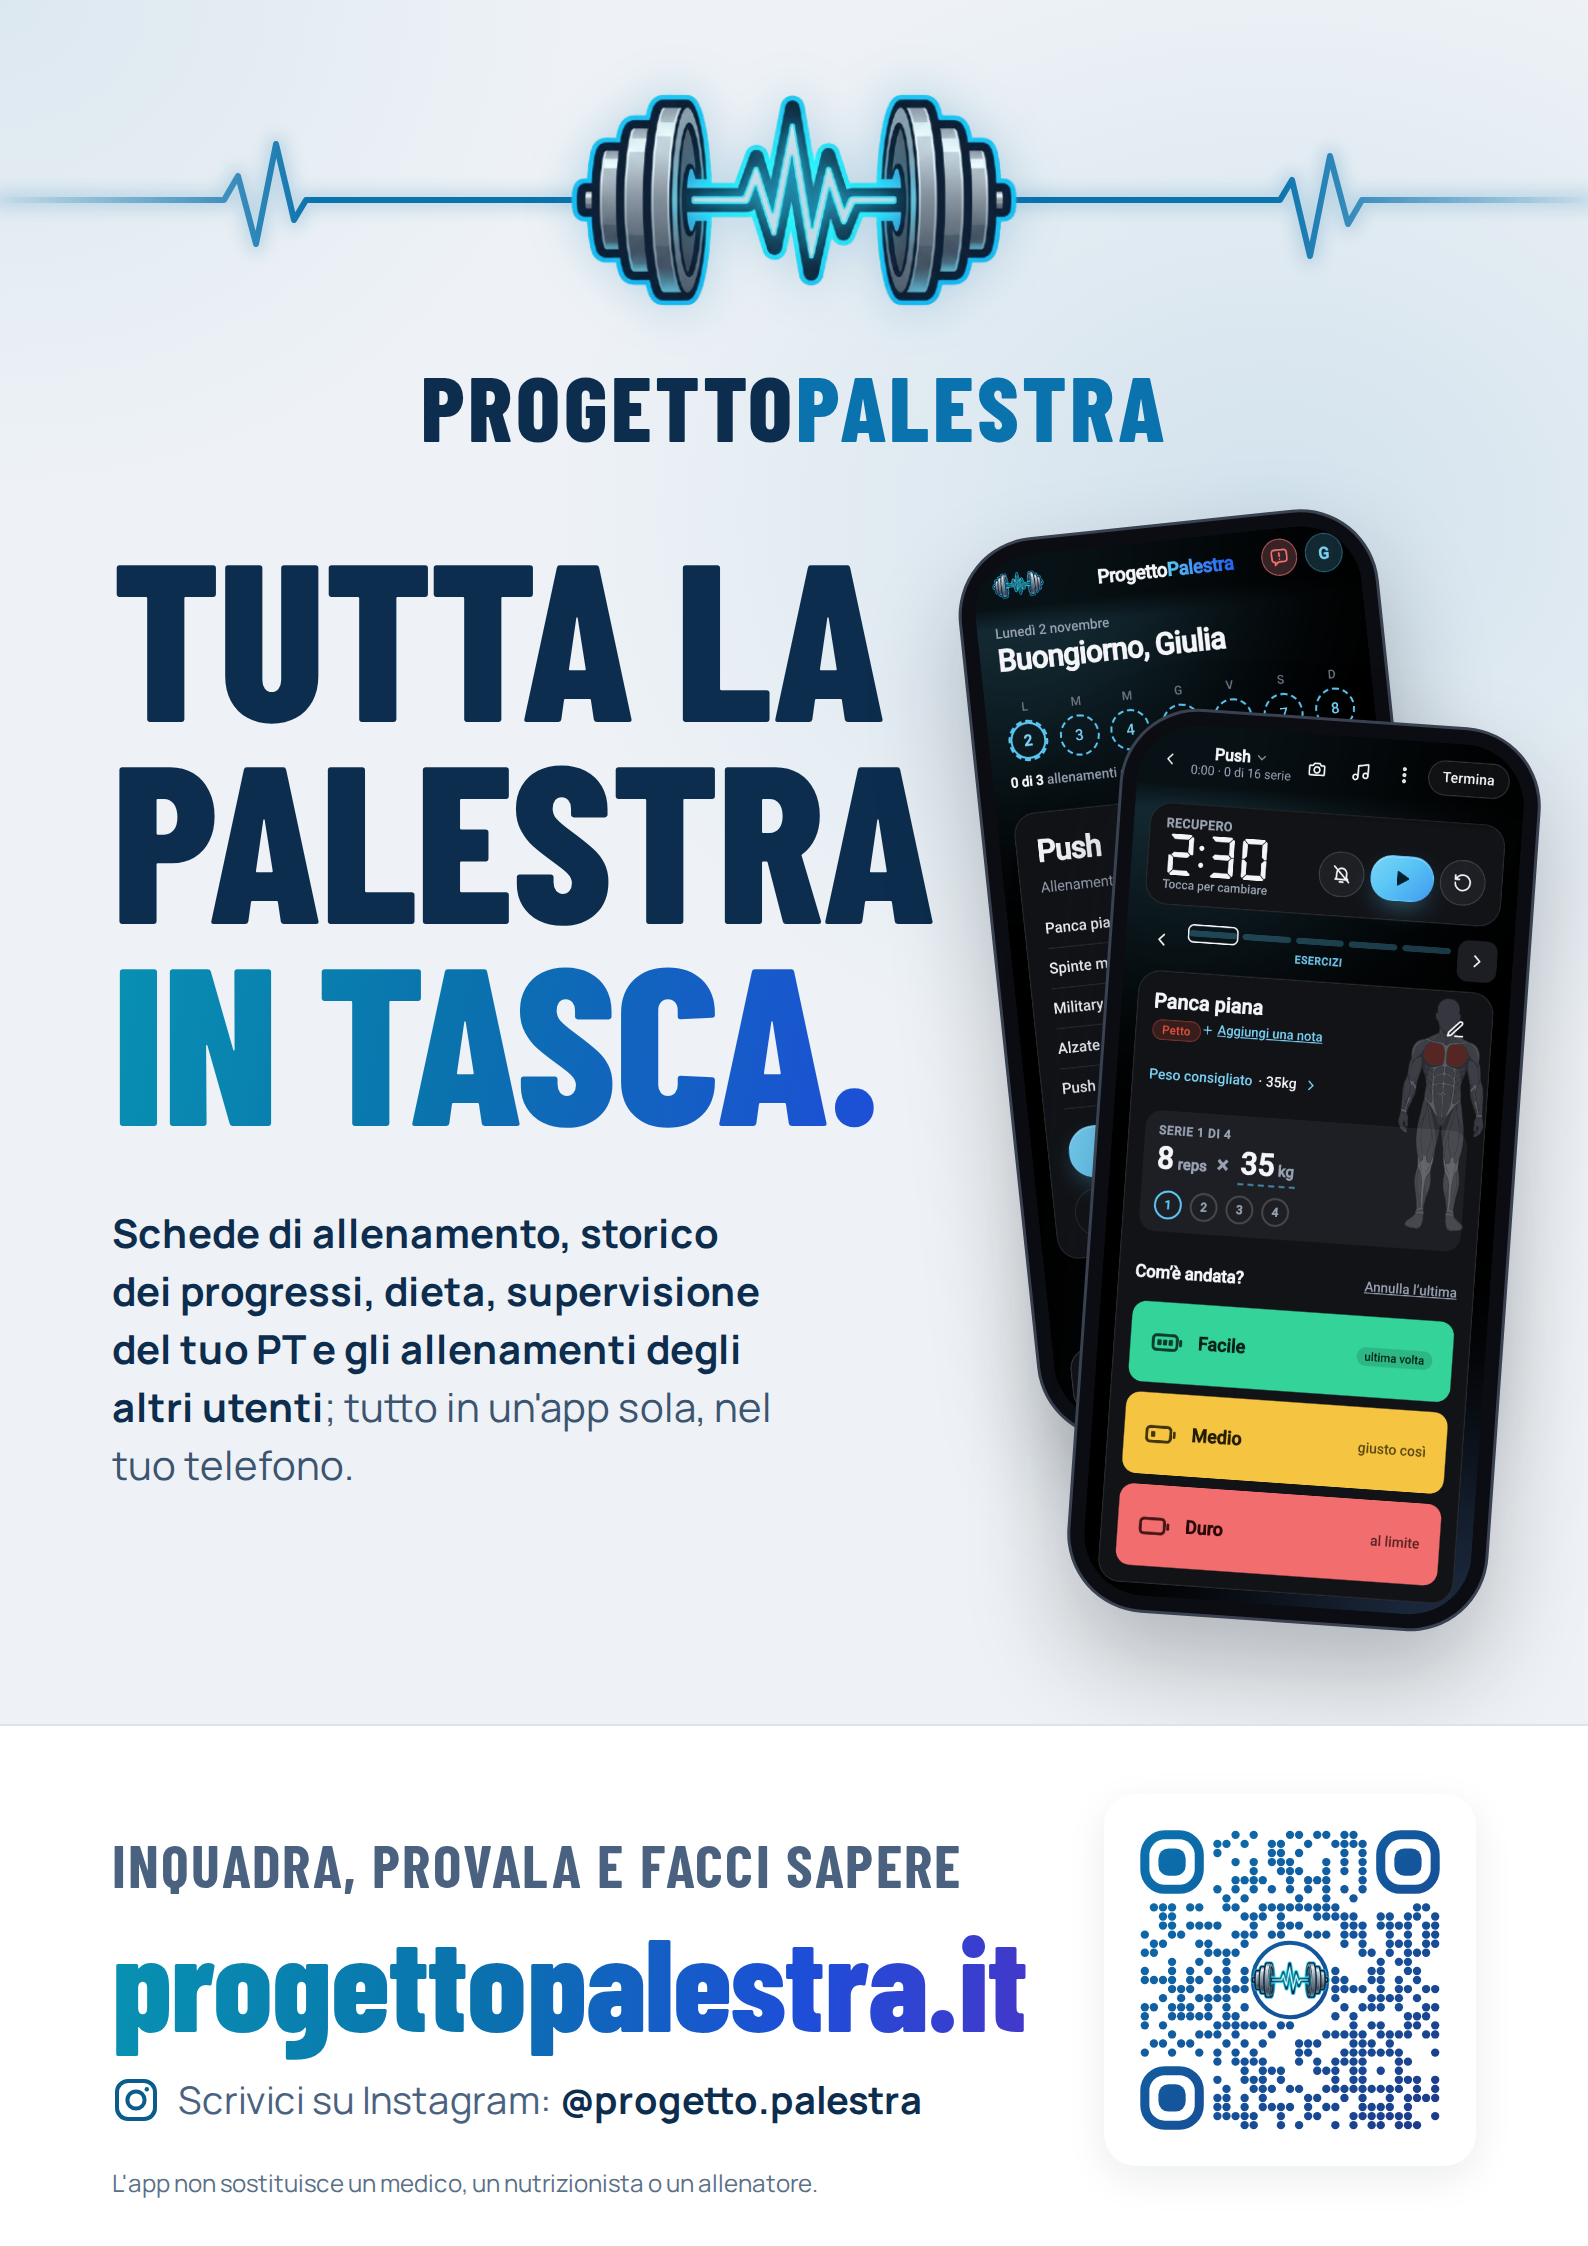 PROGETTOPALESTRA
TUTTA LA
PALESTRA
IN TASCA.
Schede di allenamento, storico
dei progressi, dieta, supervisione
del tuo PT e gli allenamenti degli
altri utenti; tutto in un'app sola, nel
tuo telefono.
ProgettoPalestra
G
Lunedì 2 novembre
Buongiorno, Giulia
L M M G V S D
2 3 4 7 8
0 di 3 allenamenti
Push
Allenament
Panca pia
Spinte m
Military
Alzate
Push
Push
0:00 · 0 di 16 serie
Termina
RECUPERO
2:30
Tocca per cambiare
ESERCIZI
Panca piana
Petto + Aggiungi una nota
Peso consigliato · 35kg
SERIE 1 DI 4
8 reps × 35 kg
1 2 3 4
Com'è andata?
Annulla l'ultima
Facile ultima volta
Medio giusto così
Duro al limite
INQUADRA, PROVALA E FACCI SAPERE
progettopalestra.it
Scrivici su Instagram: @progetto.palestra
L'app non sostituisce un medico, un nutrizionista o un allenatore.